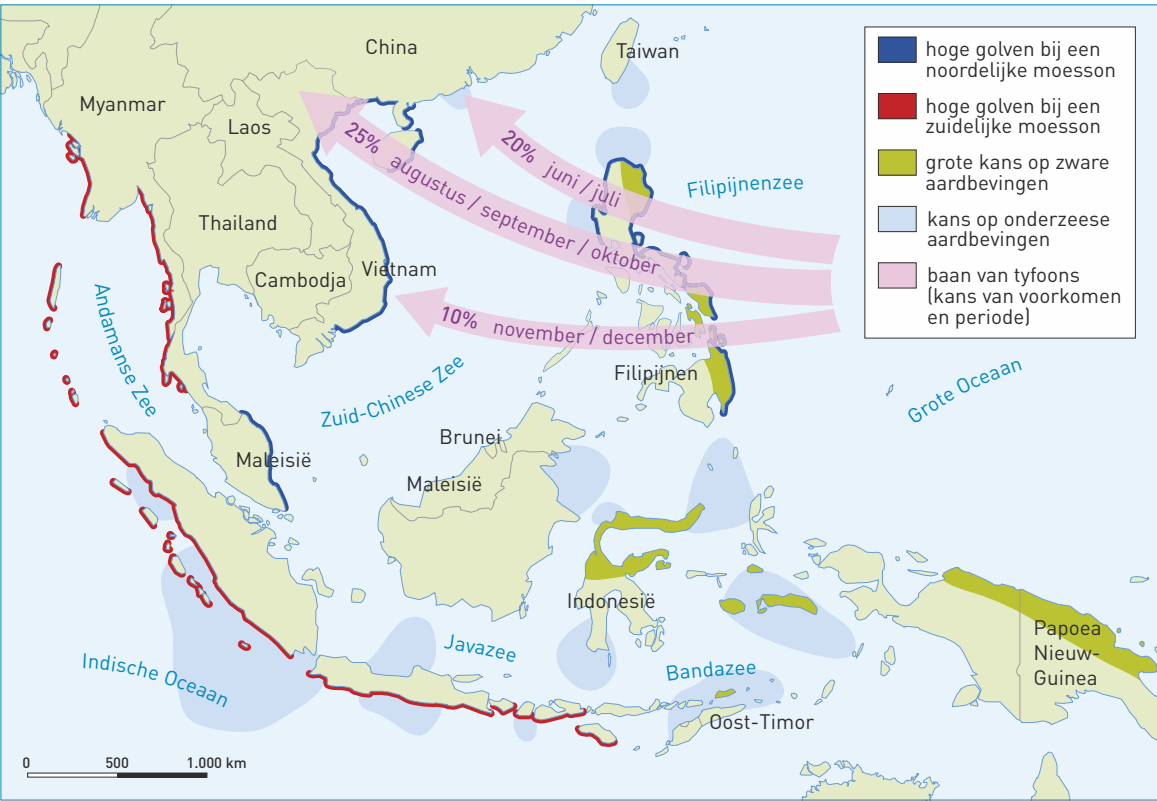 China
Taiwan
Myanmar
Laos
Thailand
Cambodja
Vietnam
Filipijnen
Brunei
Maleisië
Maleisië
Indonesië
Oost-Timor
Papoea
Nieuw-
Guinea
Filipijnenzee
Andamanse Zee
Zuid-Chinese Zee
Grote Oceaan
Javazee
Bandazee
Indische Oceaan
20% juni / juli
25% augustus / september / oktober
10% november / december
hoge golven bij een
noordelijke moesson
hoge golven bij een
zuidelijke moesson
grote kans op zware
aardbevingen
kans op onderzeese
aardbevingen
baan van tyfoons
(kans van voorkomen
en periode)
0 500 1.000 km